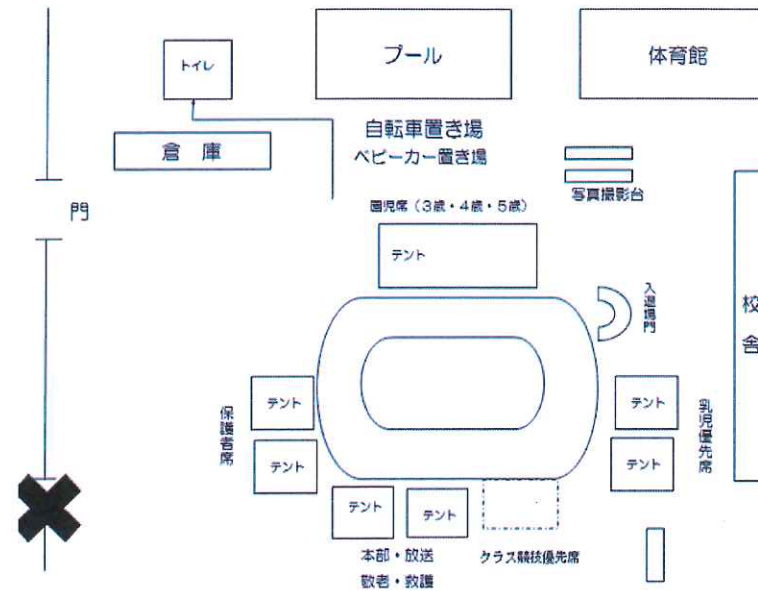 トイレ
プール
体育館
倉 庫
自転車置き場
ベビーカー置き場
写真撮影台
門
園児席（3歳・4歳・5歳）
テント
入退場門
校舎
テント
テント
保護者席
テント
テント
乳児優先席
テント
テント
テント
本部・放送
敬老・救護
クラス競技優先席